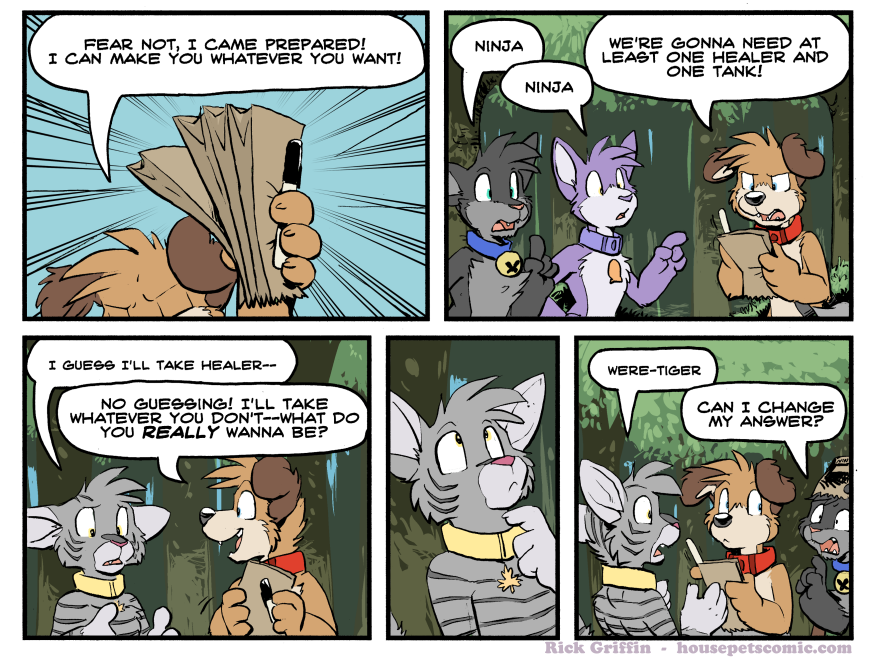 FEAR NOT, I CAME PREPARED!
I CAN MAKE YOU WHATEVER YOU WANT!
NINJA
NINJA
WE'RE GONNA NEED AT
LEAST ONE HEALER AND
ONE TANK!
I GUESS I'LL TAKE HEALER--
NO GUESSING! I'LL TAKE
WHATEVER YOU DON'T--WHAT DO
YOU REALLY WANNA BE?
WERE-TIGER
CAN I CHANGE
MY ANSWER?
Rick Griffin - housepetscomic.com